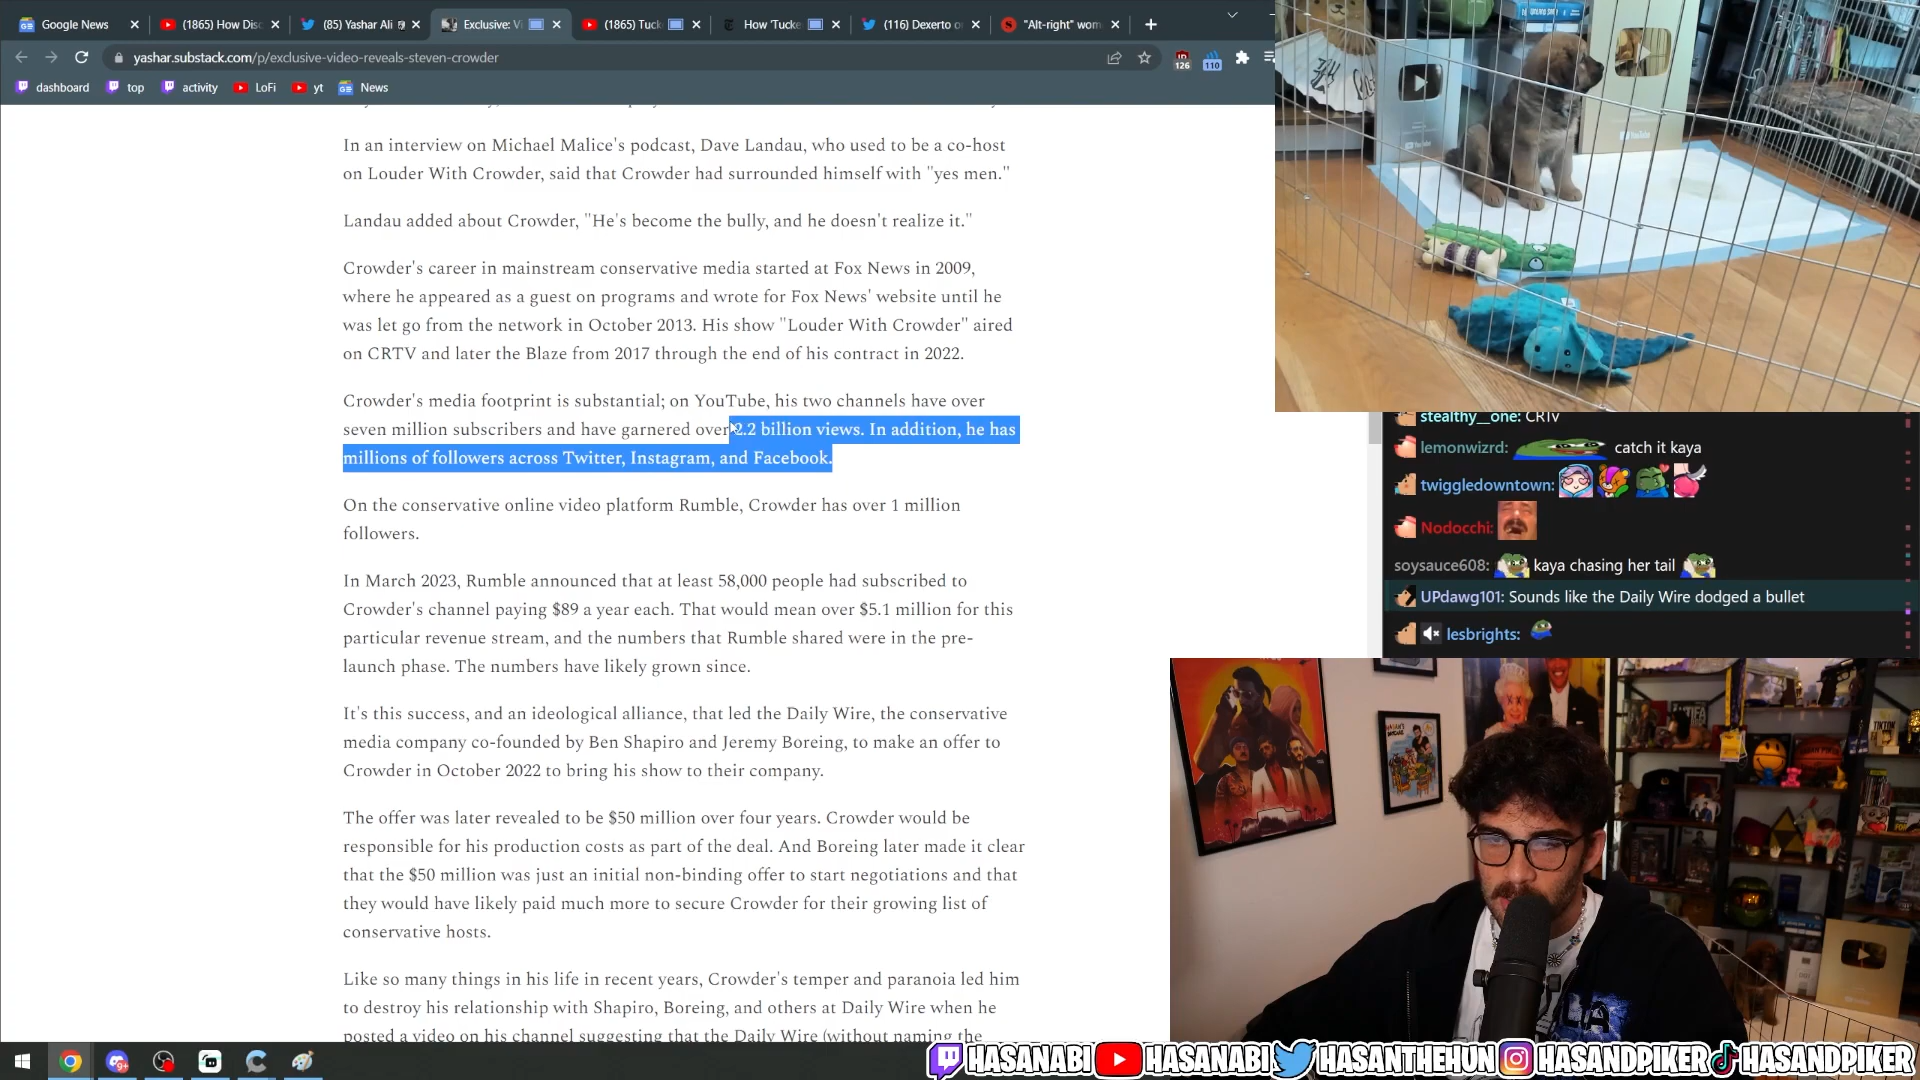 Google News
(1865) How Disc
(85) Yashar Ali
Exclusive: Vi
(1865) Tuck
How 'Tucke
(116) Dexerto o
"Alt-right" wom
yashar.substack.com/p/exclusive-video-reveals-steven-crowder
126
110
dashboard
top
activity
LoFi
yt
News
In an interview on Michael Malice's podcast, Dave Landau, who used to be a co-host
on Louder With Crowder, said that Crowder had surrounded himself with "yes men."
Landau added about Crowder, "He's become the bully, and he doesn't realize it."
Crowder's career in mainstream conservative media started at Fox News in 2009,
where he appeared as a guest on programs and wrote for Fox News' website until he
was let go from the network in October 2013. His show "Louder With Crowder" aired
on CRTV and later the Blaze from 2017 through the end of his contract in 2022.
Crowder's media footprint is substantial; on YouTube, his two channels have over
seven million subscribers and have garnered over 2.2 billion views. In addition, he has
millions of followers across Twitter, Instagram, and Facebook.
On the conservative online video platform Rumble, Crowder has over 1 million
followers.
In March 2023, Rumble announced that at least 58,000 people had subscribed to
Crowder's channel paying $89 a year each. That would mean over $5.1 million for this
particular revenue stream, and the numbers that Rumble shared were in the pre-
launch phase. The numbers have likely grown since.
It's this success, and an ideological alliance, that led the Daily Wire, the conservative
media company co-founded by Ben Shapiro and Jeremy Boreing, to make an offer to
Crowder in October 2022 to bring his show to their company.
The offer was later revealed to be $50 million over four years. Crowder would be
responsible for his production costs as part of the deal. And Boreing later made it clear
that the $50 million was just an initial non-binding offer to start negotiations and that
they would have likely paid much more to secure Crowder for their growing list of
conservative hosts.
Like so many things in his life in recent years, Crowder's temper and paranoia led him
to destroy his relationship with Shapiro, Boreing, and others at Daily Wire when he
posted a video on his channel suggesting that the Daily Wire (without naming the
stealthy__one: CRTv
lemonwizrd: catch it kaya
twiggledowntown:
Nodocchi:
soysauce608: kaya chasing her tail
UPdawg101: Sounds like the Daily Wire dodged a bullet
lesbrights:
YouTube
TIKTOK
LA
HASANABI
HASANABI
HASANTHEHUN
HASANDPIKER
HASANDPIKER